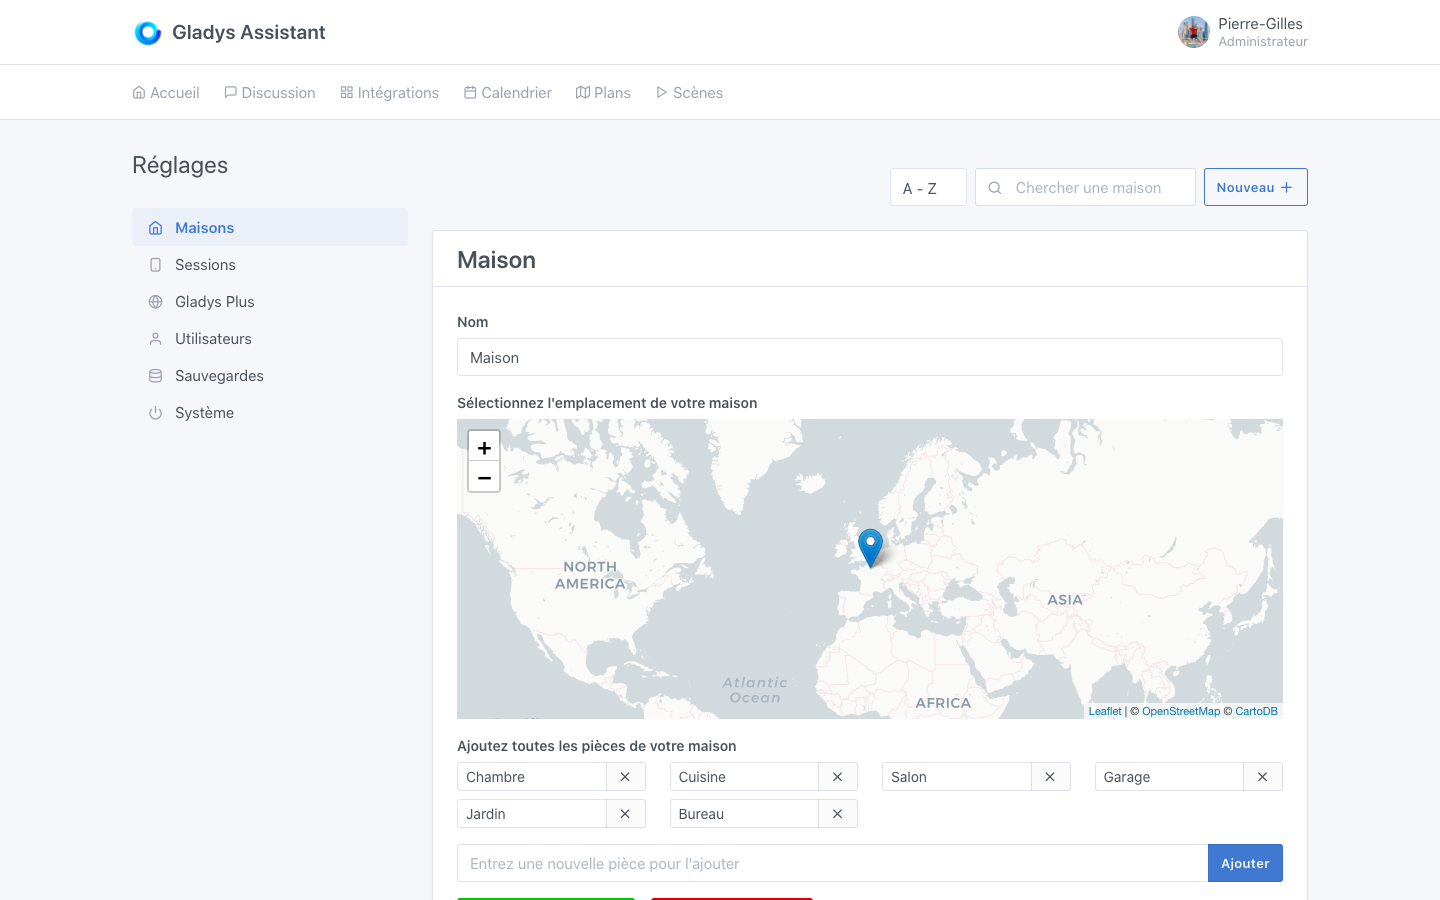 Gladys Assistant
Pierre-Gilles
Administrateur
Accueil
Discussion
Intégrations
Calendrier
Plans
Scènes
Réglages
A - Z
Chercher une maison
Nouveau
Maisons
Sessions
Gladys Plus
Utilisateurs
Sauvegardes
Système
Maison
Nom
Maison
Sélectionnez l'emplacement de votre maison
+
−
NORTH
AMERICA
ASIA
Atlantic
Ocean
AFRICA
Leaflet | © OpenStreetMap © CartoDB
Ajoutez toutes les pièces de votre maison
Chambre
Cuisine
Salon
Garage
Jardin
Bureau
Entrez une nouvelle pièce pour l'ajouter
Ajouter